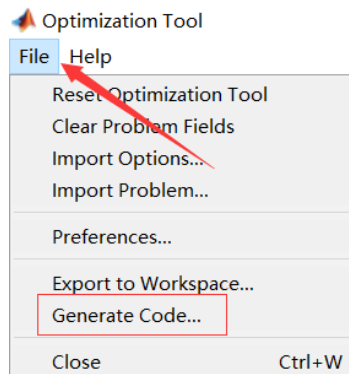 Optimization Tool
File Help
Reset Optimization Tool
Clear Problem Fields
Import Options...
Import Problem...
Preferences...
Export to Workspace...
Generate Code...
Close Ctrl+W